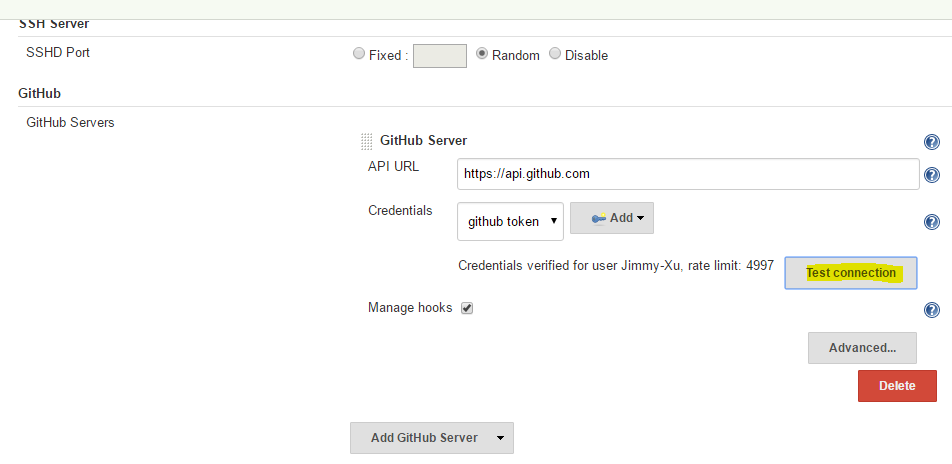 SSH Server
SSHD Port
Fixed : Random Disable
GitHub
GitHub Servers
GitHub Server
API URL
https://api.github.com
Credentials
github token
Add
Credentials verified for user Jimmy-Xu, rate limit: 4997
Test connection
Manage hooks
Advanced...
Delete
Add GitHub Server